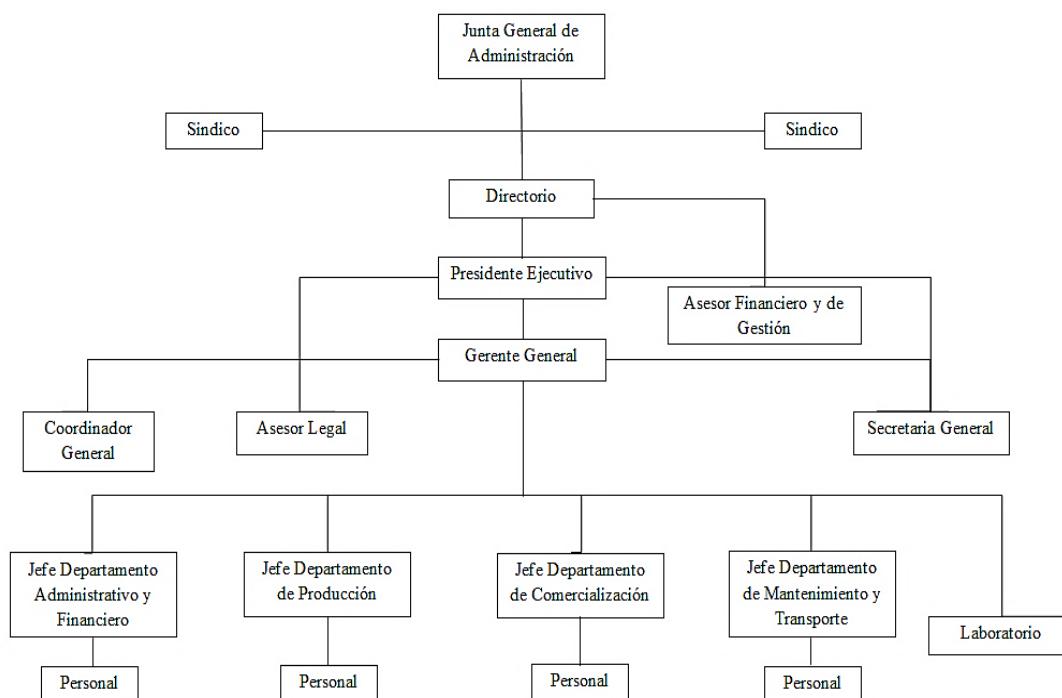 Junta General de
Administración
Sindico
Sindico
Directorio
Presidente Ejecutivo
Asesor Financiero y de
Gestión
Gerente General
Coordinador
General
Asesor Legal
Secretaria General
Jefe Departamento
Administrativo y
Financiero
Jefe Departamento
de Producción
Jefe Departamento
de Comercialización
Jefe Departamento
de Mantenimiento y
Transporte
Laboratorio
Personal
Personal
Personal
Personal